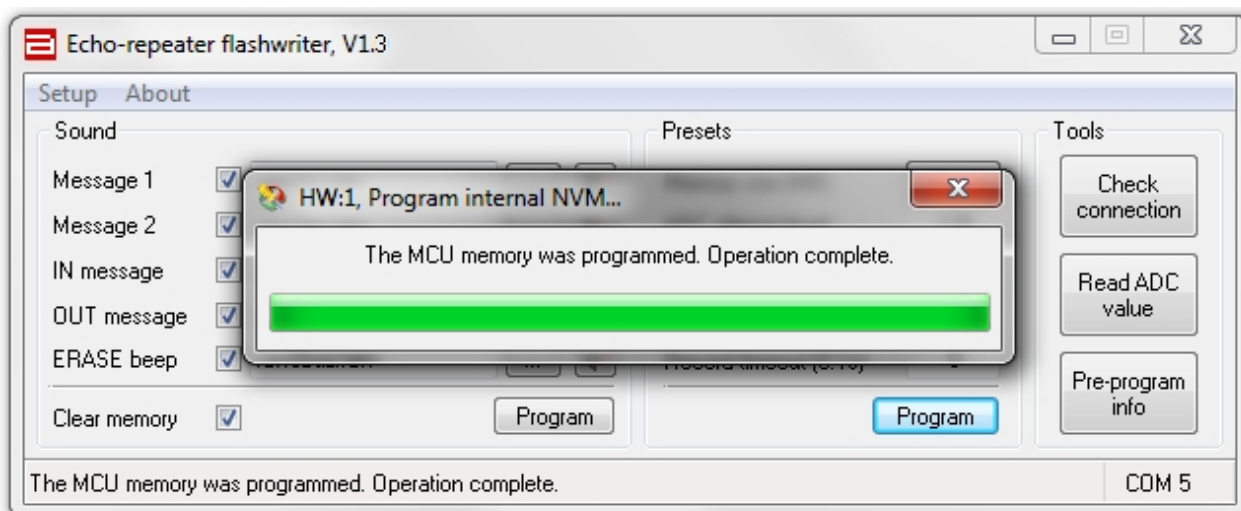 Echo-repeater flashwriter, V1.3
Setup About
Sound
Presets
Tools
Message 1
Message 2
IN message
OUT message
ERASE beep
Clear memory
Program
Program
HW:1, Program internal NVM...
The MCU memory was programmed. Operation complete.
Check
connection
Read ADC
value
Pre-program
info
The MCU memory was programmed. Operation complete.
COM 5